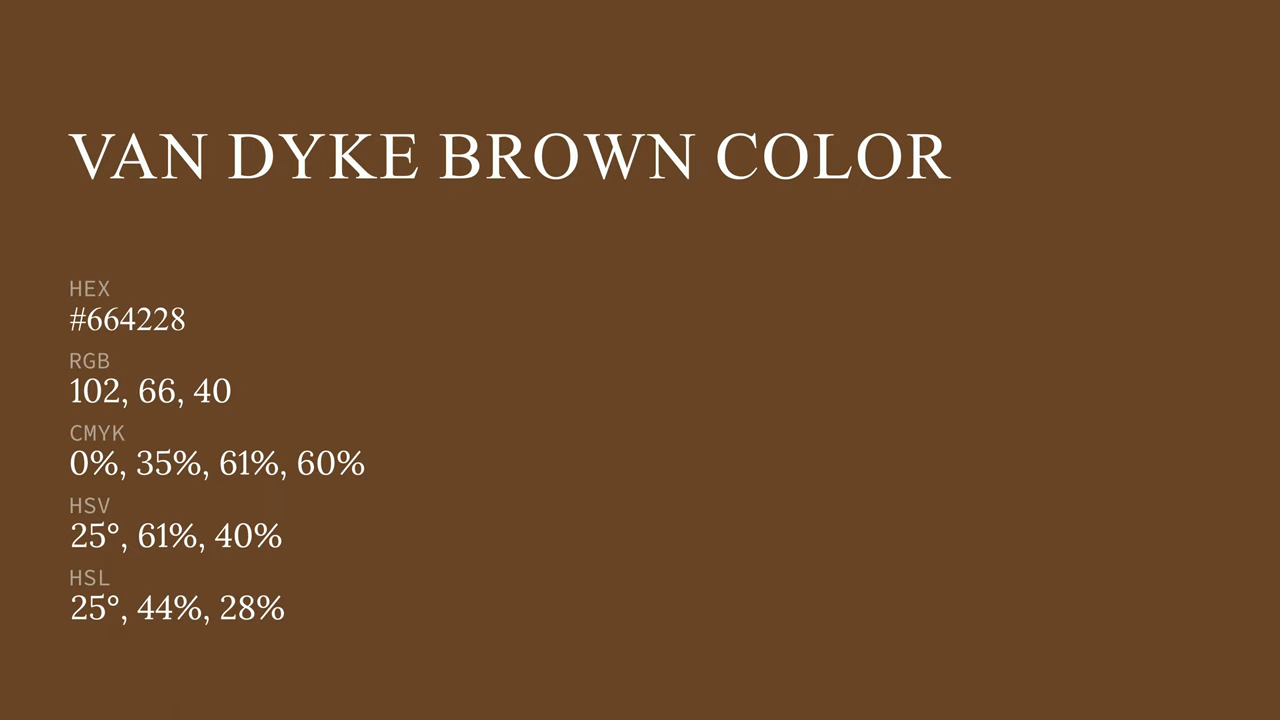 VAN DYKE BROWN COLOR
HEX
#664228
RGB
102, 66, 40
CMYK
0%, 35%, 61%, 60%
HSV
25°, 61%, 40%
HSL
25°, 44%, 28%